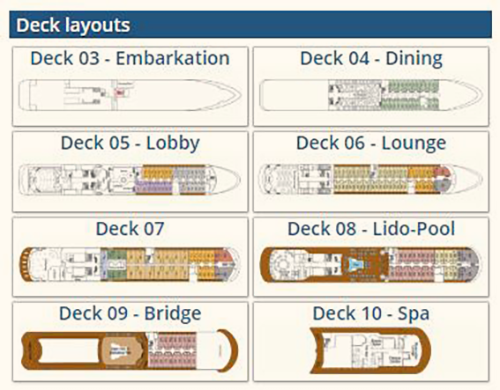 Deck layouts
Deck 03 - Embarkation
Deck 04 - Dining
Deck 05 - Lobby
Deck 06 - Lounge
Deck 07
Deck 08 - Lido-Pool
Deck 09 - Bridge
Deck 10 - Spa